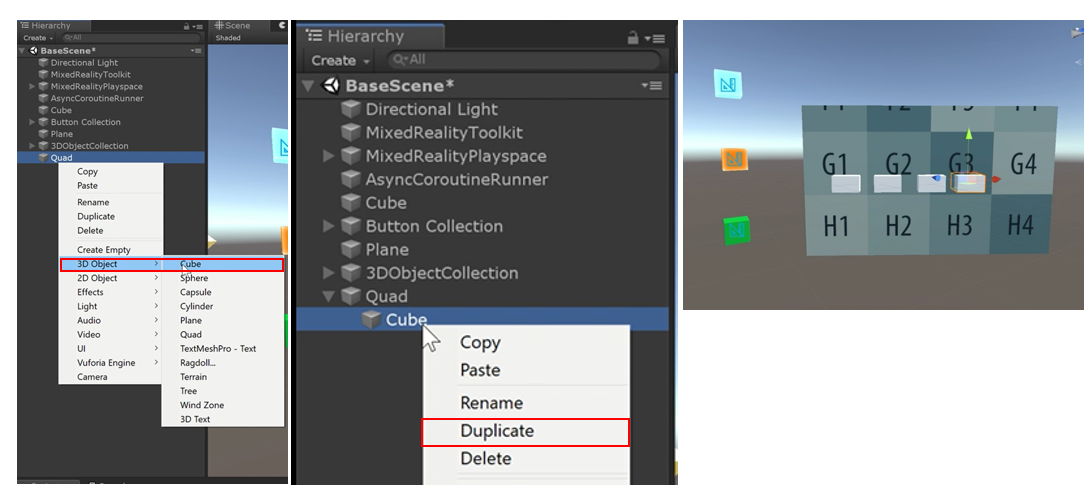 Hierarchy
Create
All
BaseScene*
Directional Light
MixedRealityToolkit
MixedRealityPlayspace
AsyncCoroutineRunner
Cube
Button Collection
Plane
3DObjectCollection
Quad
Copy
Paste
Rename
Duplicate
Delete
Create Empty
3D Object
2D Object
Effects
Light
Audio
Video
UI
Vuforia Engine
Camera
Cube
Sphere
Capsule
Cylinder
Plane
Quad
TextMeshPro - Text
Ragdoll...
Terrain
Tree
Wind Zone
3D Text
Scene
Shaded
Hierarchy
Create
All
BaseScene*
Directional Light
MixedRealityToolkit
MixedRealityPlayspace
AsyncCoroutineRunner
Cube
Button Collection
Plane
3DObjectCollection
Quad
Cube
Copy
Paste
Rename
Duplicate
Delete
G1 G2 G3 G4
H1 H2 H3 H4